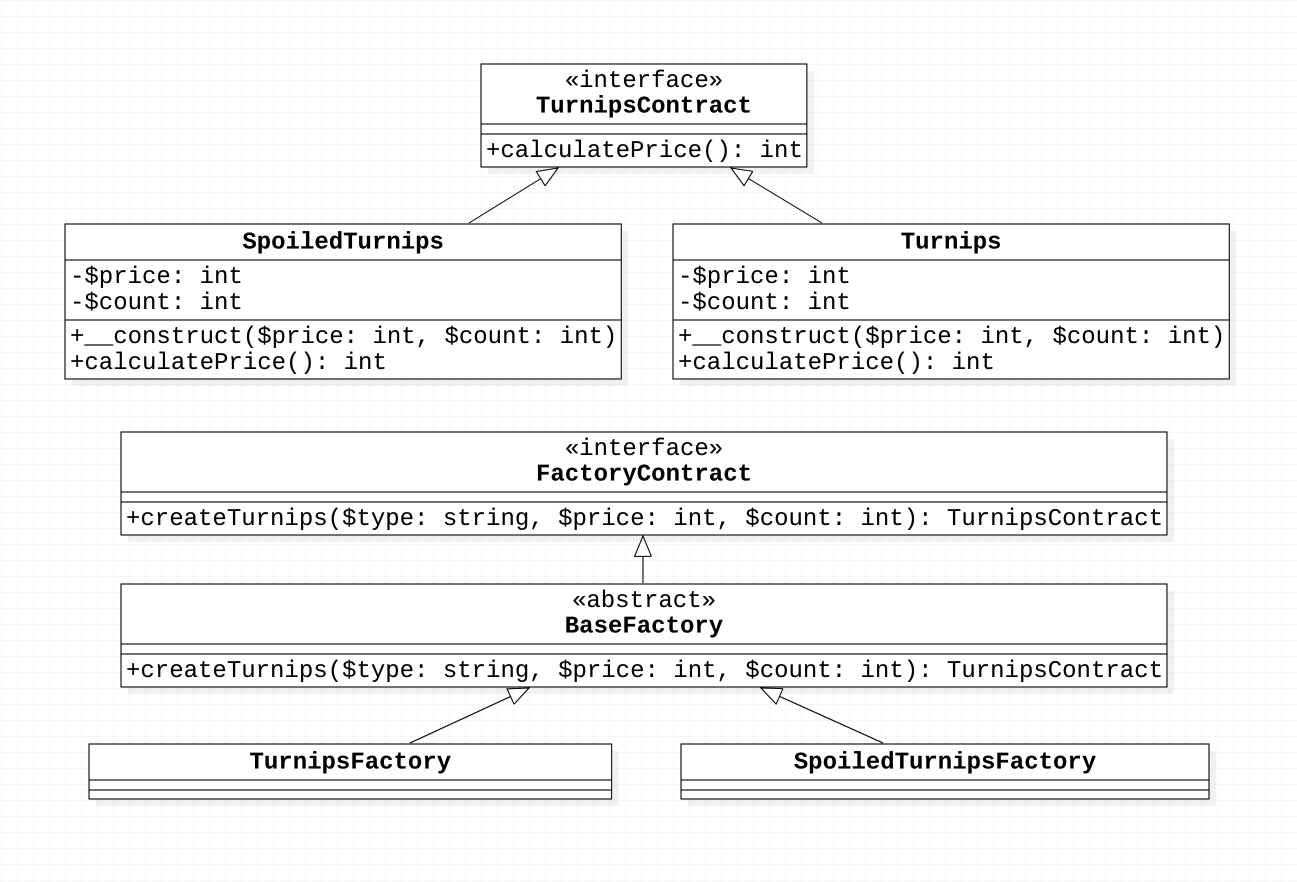 «interface»
TurnipsContract
+calculatePrice(): int
SpoiledTurnips
-$price: int
-$count: int
+__construct($price: int, $count: int)
+calculatePrice(): int
Turnips
-$price: int
-$count: int
+__construct($price: int, $count: int)
+calculatePrice(): int
«interface»
FactoryContract
+createTurnips($type: string, $price: int, $count: int): TurnipsContract
«abstract»
BaseFactory
+createTurnips($type: string, $price: int, $count: int): TurnipsContract
TurnipsFactory
SpoiledTurnipsFactory